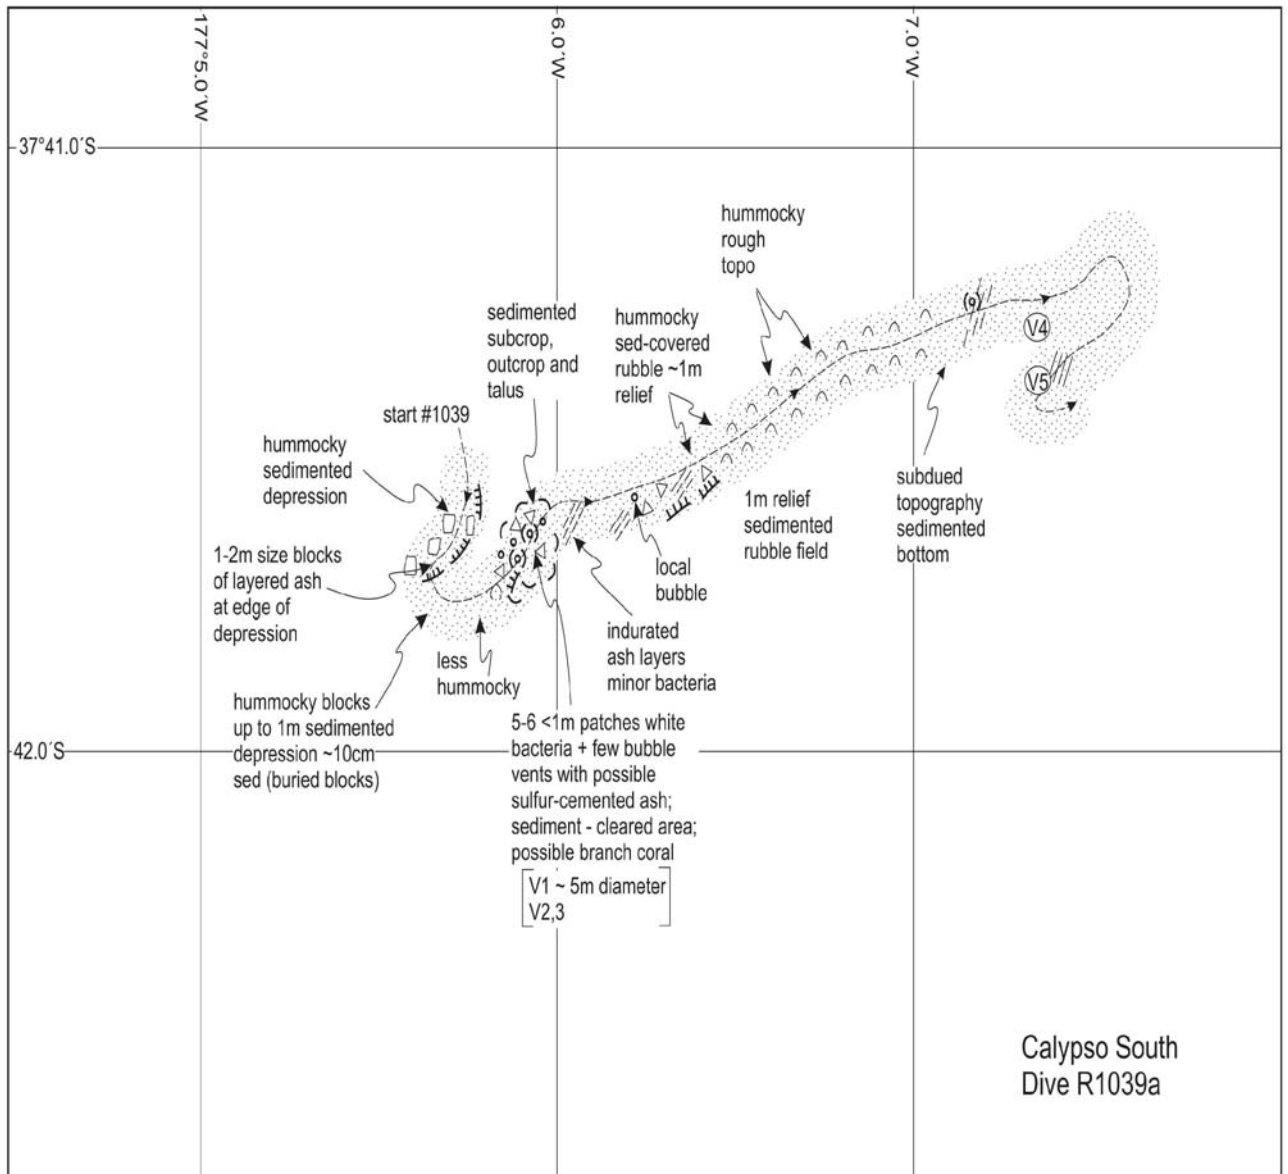 177°5.0´W
6.0´W
7.0´W
37°41.0´S
hummocky
rough
topo
sedimented
subcrop,
outcrop and
talus
hummocky
sed-covered
rubble ~1m
relief
V4
V5
start #1039
hummocky
sedimented
depression
subdued
topography
sedimented
bottom
1m relief
sedimented
rubble field
1-2m size blocks
of layered ash
at edge of
depression
local
bubble
indurated
ash layers
minor bacteria
less
hummocky
hummocky blocks
up to 1m sedimented
depression ~10cm
sed (buried blocks)
5-6 <1m patches white
bacteria + few bubble
vents with possible
sulfur-cemented ash;
sediment - cleared area;
possible branch coral
V1 ~ 5m diameter
V2,3
42.0´S
Calypso South
Dive R1039a